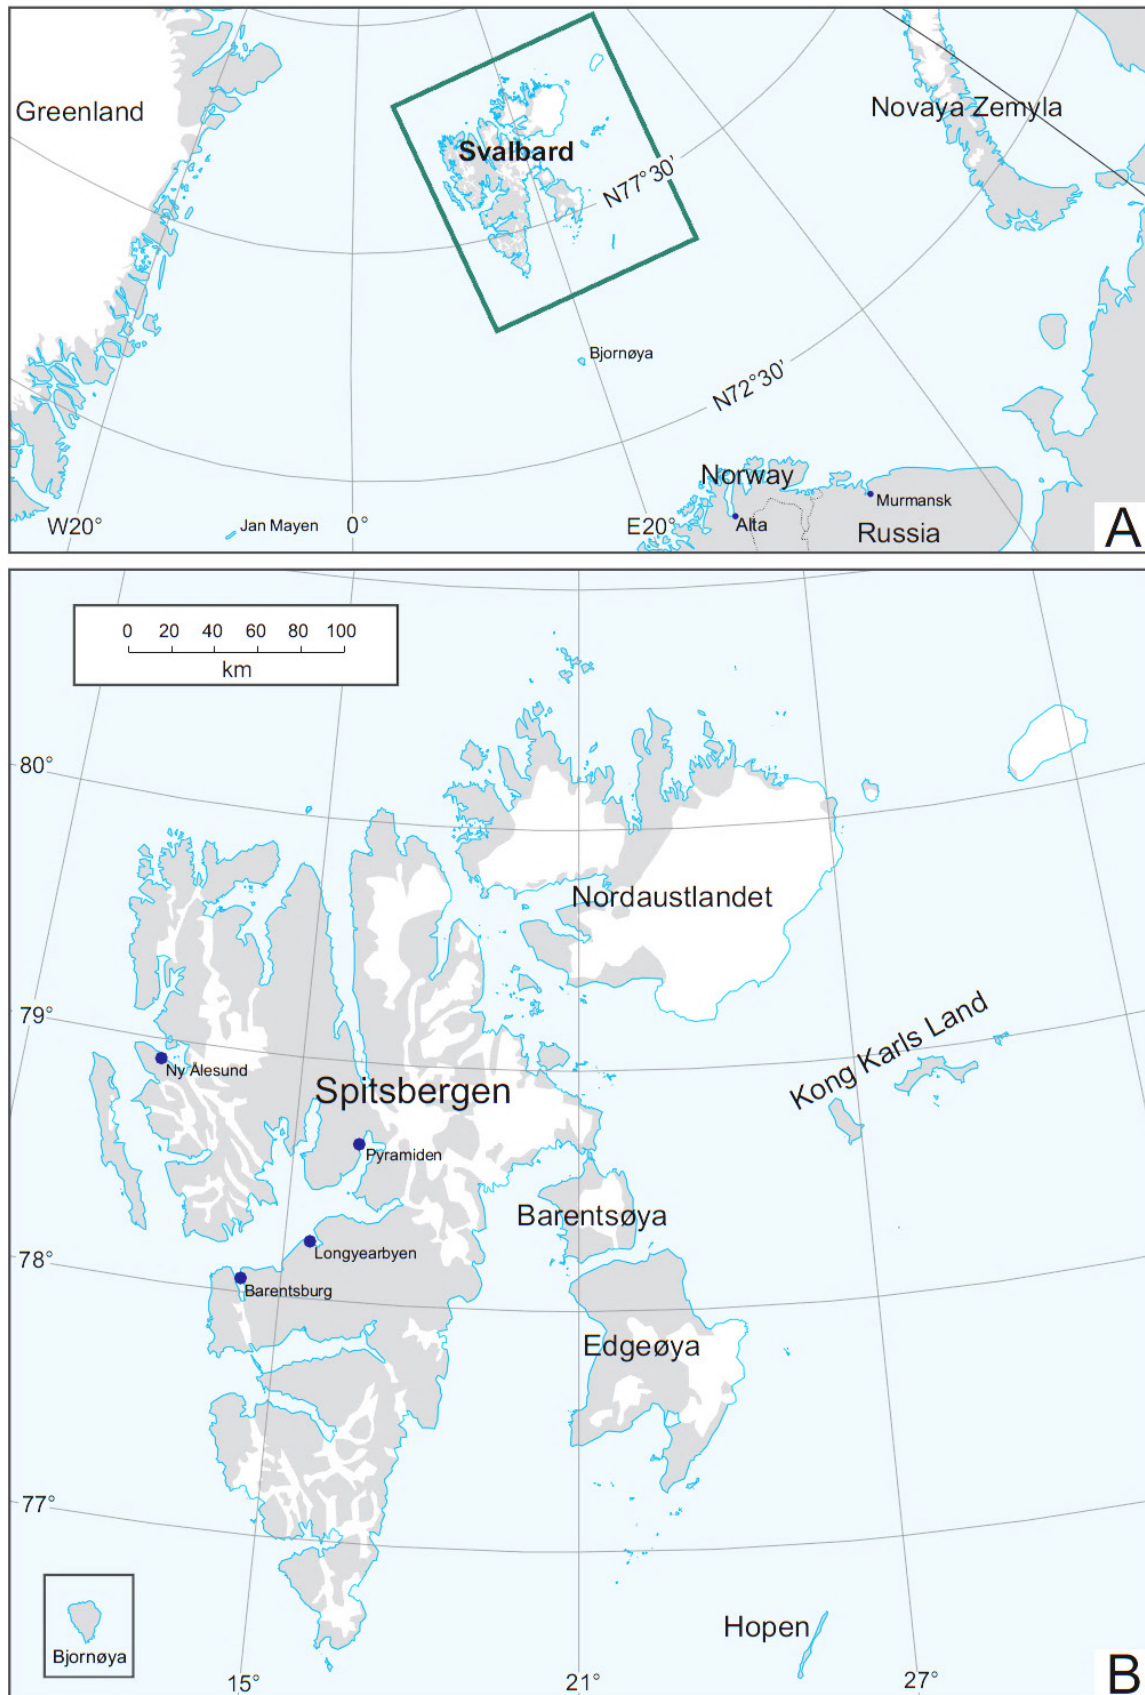 Greenland
Svalbard
Novaya Zemyla
N77°30'
Bjornøya
N72°30'
Norway
Murmansk
Alta
Russia
W20°
Jan Mayen
0°
E20°
A
0 20 40 60 80 100
km
80°
Nordaustlandet
79°
Kong Karls Land
Ny Alesund
Spitsbergen
Pyramiden
Barentsøya
Longyearbyen
78°
Barentsburg
Edgeøya
77°
Hopen
Bjornøya
15°
21°
27°
B